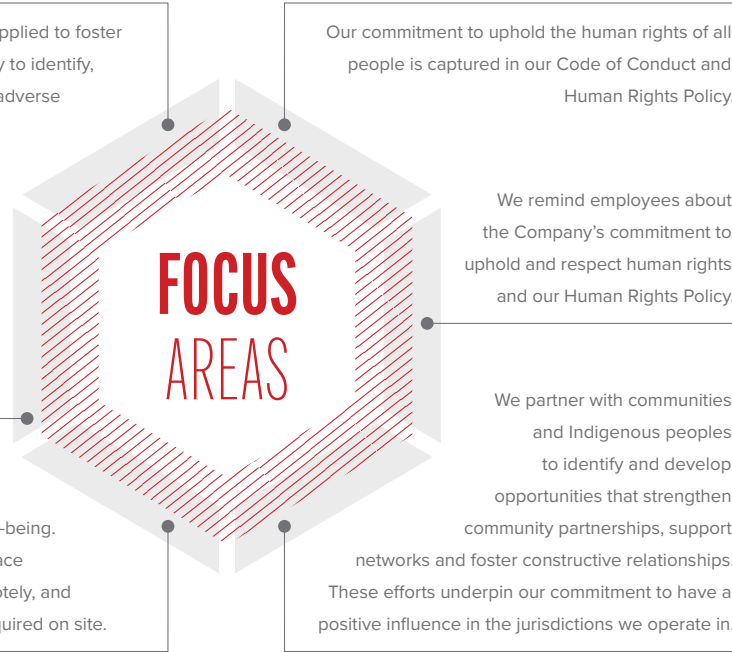 pplied to foster
y to identify,
adverse
Our commitment to uphold the human rights of all
people is captured in our Code of Conduct and
Human Rights Policy.
We remind employees about
the Company’s commitment to
uphold and respect human rights
and our Human Rights Policy.
FOCUS
AREAS
We partner with communities
and Indigenous peoples
to identify and develop
opportunities that strengthen
community partnerships, support
networks and foster constructive relationships.
These efforts underpin our commitment to have a
positive influence in the jurisdictions we operate in.
-being.
ace
otely, and
quired on site.